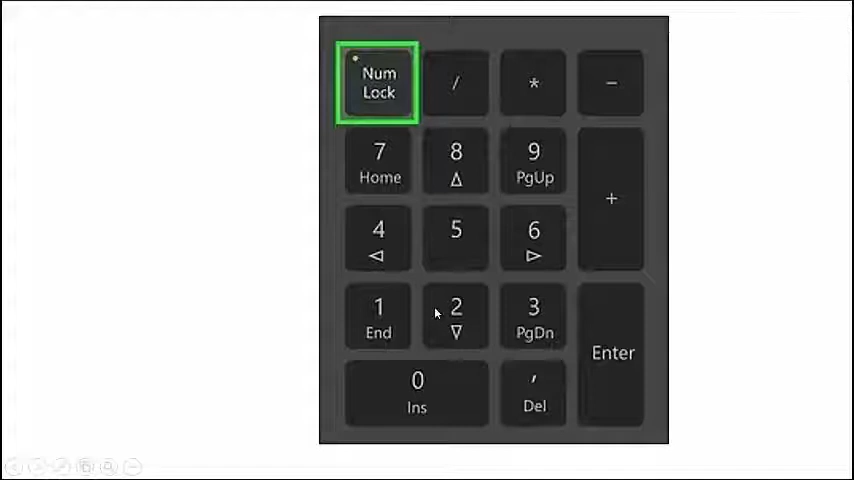 Num Lock / * −
7 Home 8 △ 9 PgUp +
4 ◁ 5 6 ▷
1 End 2 ▽ 3 PgDn Enter
0 Ins , Del